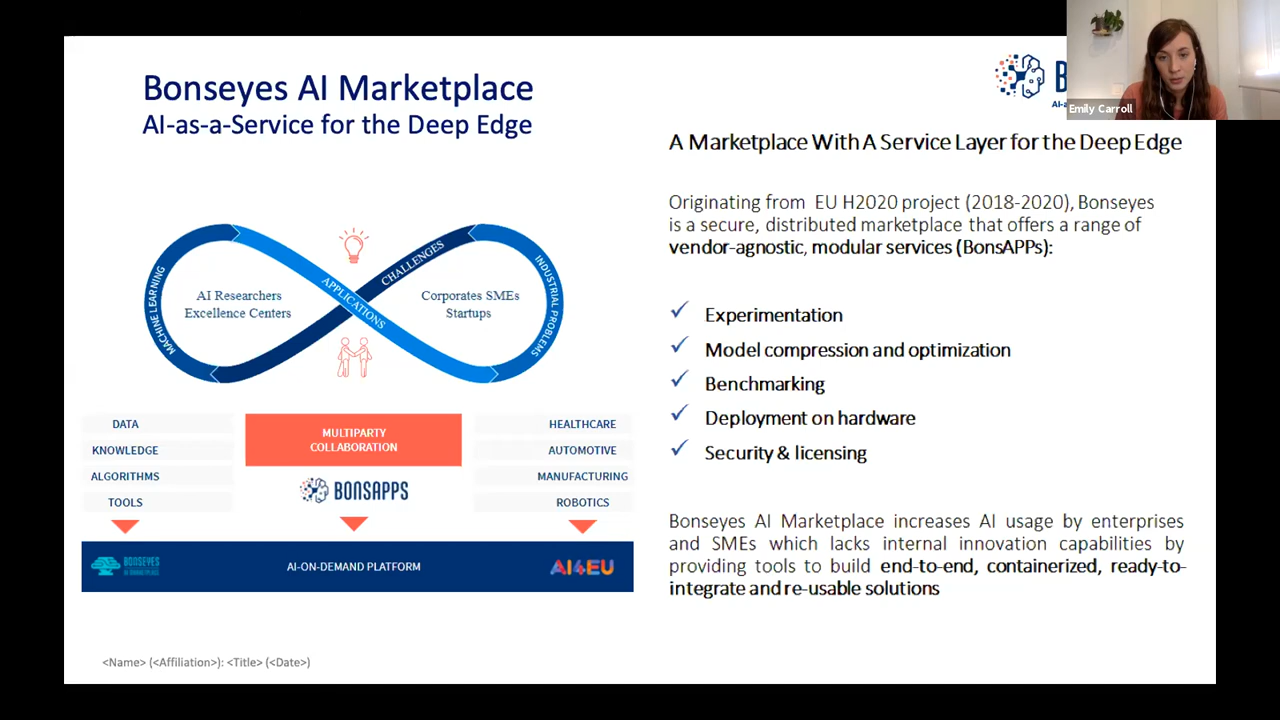 Bonseyes AI Marketplace
AI-as-a-Service for the Deep Edge
Emily Carroll
A Marketplace With A Service Layer for the Deep Edge
Originating from EU H2020 project (2018-2020), Bonseyes
is a secure, distributed marketplace that offers a range of
vendor-agnostic, modular services (BonsAPPs):
Experimentation
Model compression and optimization
Benchmarking
Deployment on hardware
Security & licensing
Bonseyes AI Marketplace increases AI usage by enterprises
and SMEs which lacks internal innovation capabilities by
providing tools to build end-to-end, containerized, ready-to-
integrate and re-usable solutions
MACHINE LEARNING
AI Researchers
Excellence Centers
APPLICATIONS
CHALLENGES
Corporates SMEs
Startups
INDUSTRIAL PROBLEMS
DATA
KNOWLEDGE
ALGORITHMS
TOOLS
MULTIPARTY
COLLABORATION
BONSAPPS
HEALTHCARE
AUTOMOTIVE
MANUFACTURING
ROBOTICS
BONSEYES
AI-ON-DEMAND PLATFORM
AI4EU
<Name> (<Affiliation>): <Title> (<Date>)